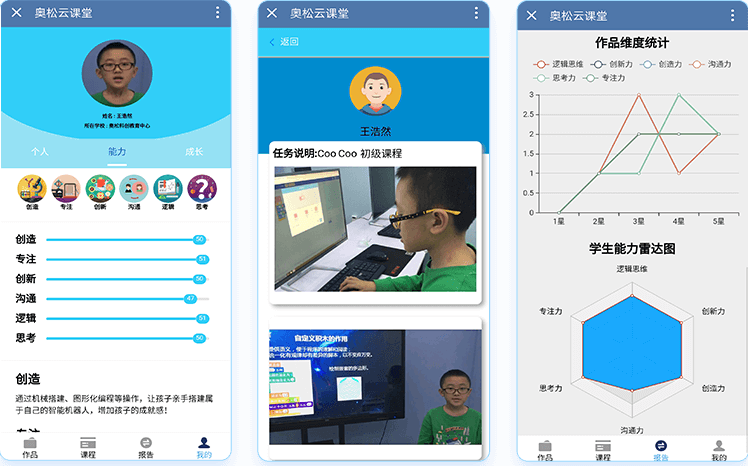 奥松云课堂
姓名：王浩然
所在学校：奥松科创教育中心
个人 能力 成长
创造 专注 创新 沟通 逻辑 思考
创造 50
专注 51
创新 50
沟通 47
逻辑 51
思考 50
创造
通过机械搭建、图形化编程等操作，让孩子亲手搭建属
于自己的智能机器人，增加孩子的成就感！
专注
作品 课程 报告 我的
奥松云课堂
返回
王浩然
任务说明:Coo Coo 初级课程
自定义积木的作用
绘制嵌套的多边形。
奥松云课堂
作品维度统计
逻辑思维 创新力 创造力 沟通力
思考力 专注力
3
2.5
2
1.5
1
0.5
0
1星 2星 3星 4星 5星
学生能力雷达图
逻辑思维
专注力 创新力
思考力 创造力
沟通力
作品 课程 报告 我的